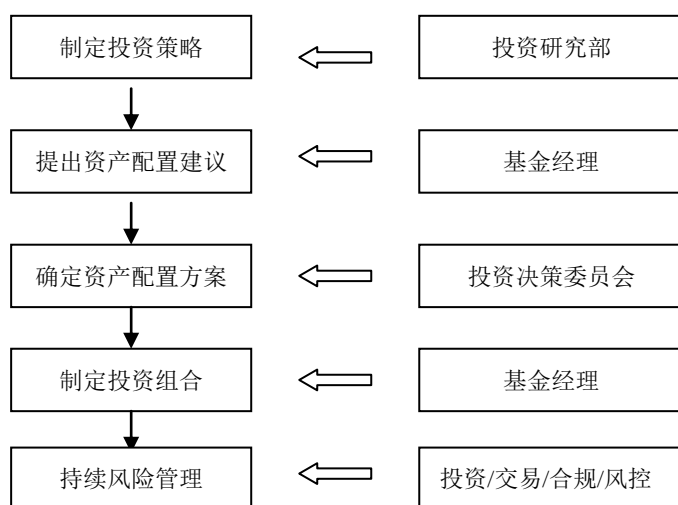 制定投资策略
投资研究部
提出资产配置建议
基金经理
确定资产配置方案
投资决策委员会
制定投资组合
基金经理
持续风险管理
投资/交易/合规/风控